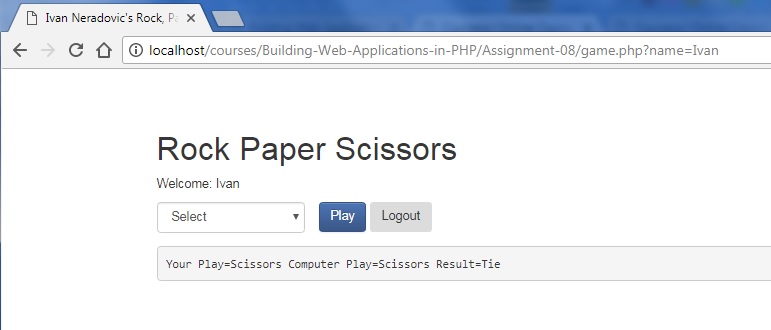 Ivan Neradovic's Rock, Pa
localhost/courses/Building-Web-Applications-in-PHP/Assignment-08/game.php?name=Ivan
Rock Paper Scissors
Welcome: Ivan
Select Play Logout
Your Play=Scissors Computer Play=Scissors Result=Tie